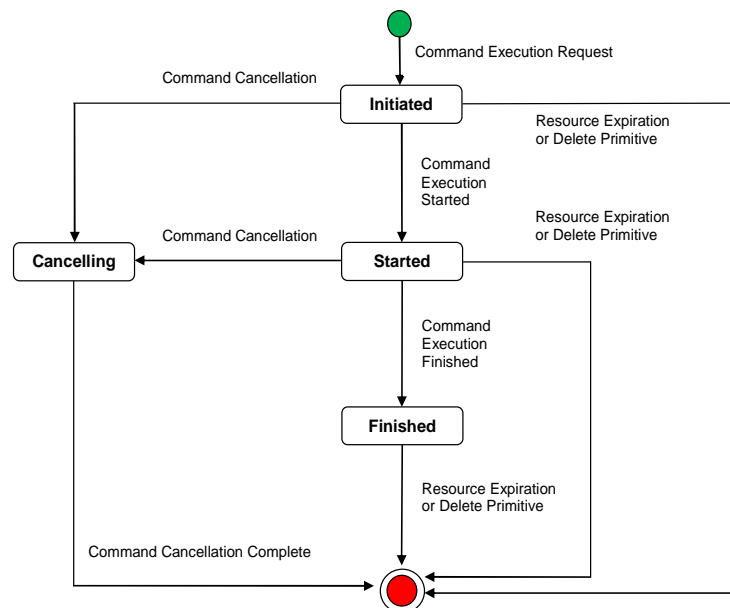 Command Execution Request
Command Cancellation
Initiated
Resource Expiration
or Delete Primitive
Command
Execution
Started
Resource Expiration
or Delete Primitive
Command Cancellation
Cancelling
Started
Command
Execution
Finished
Finished
Resource Expiration
or Delete Primitive
Command Cancellation Complete